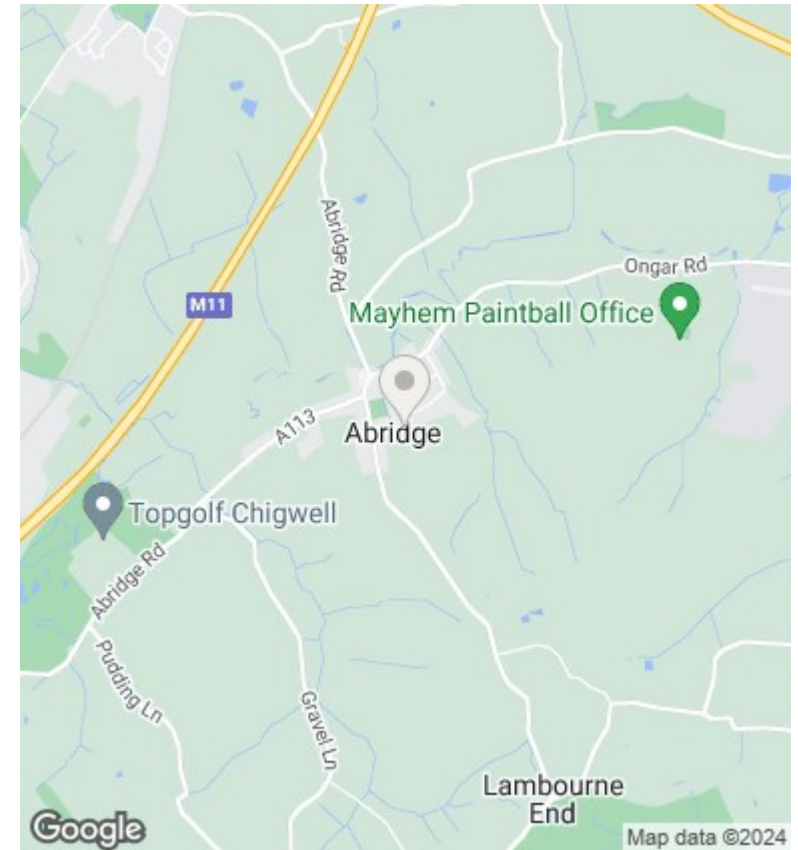 Abridge Rd
Ongar Rd
M11
Mayhem Paintball Office
A113
Abridge
Topgolf Chigwell
Abridge Rd
Pudding Ln
Gravel Ln
Lambourne
End
Google
Map data ©2024